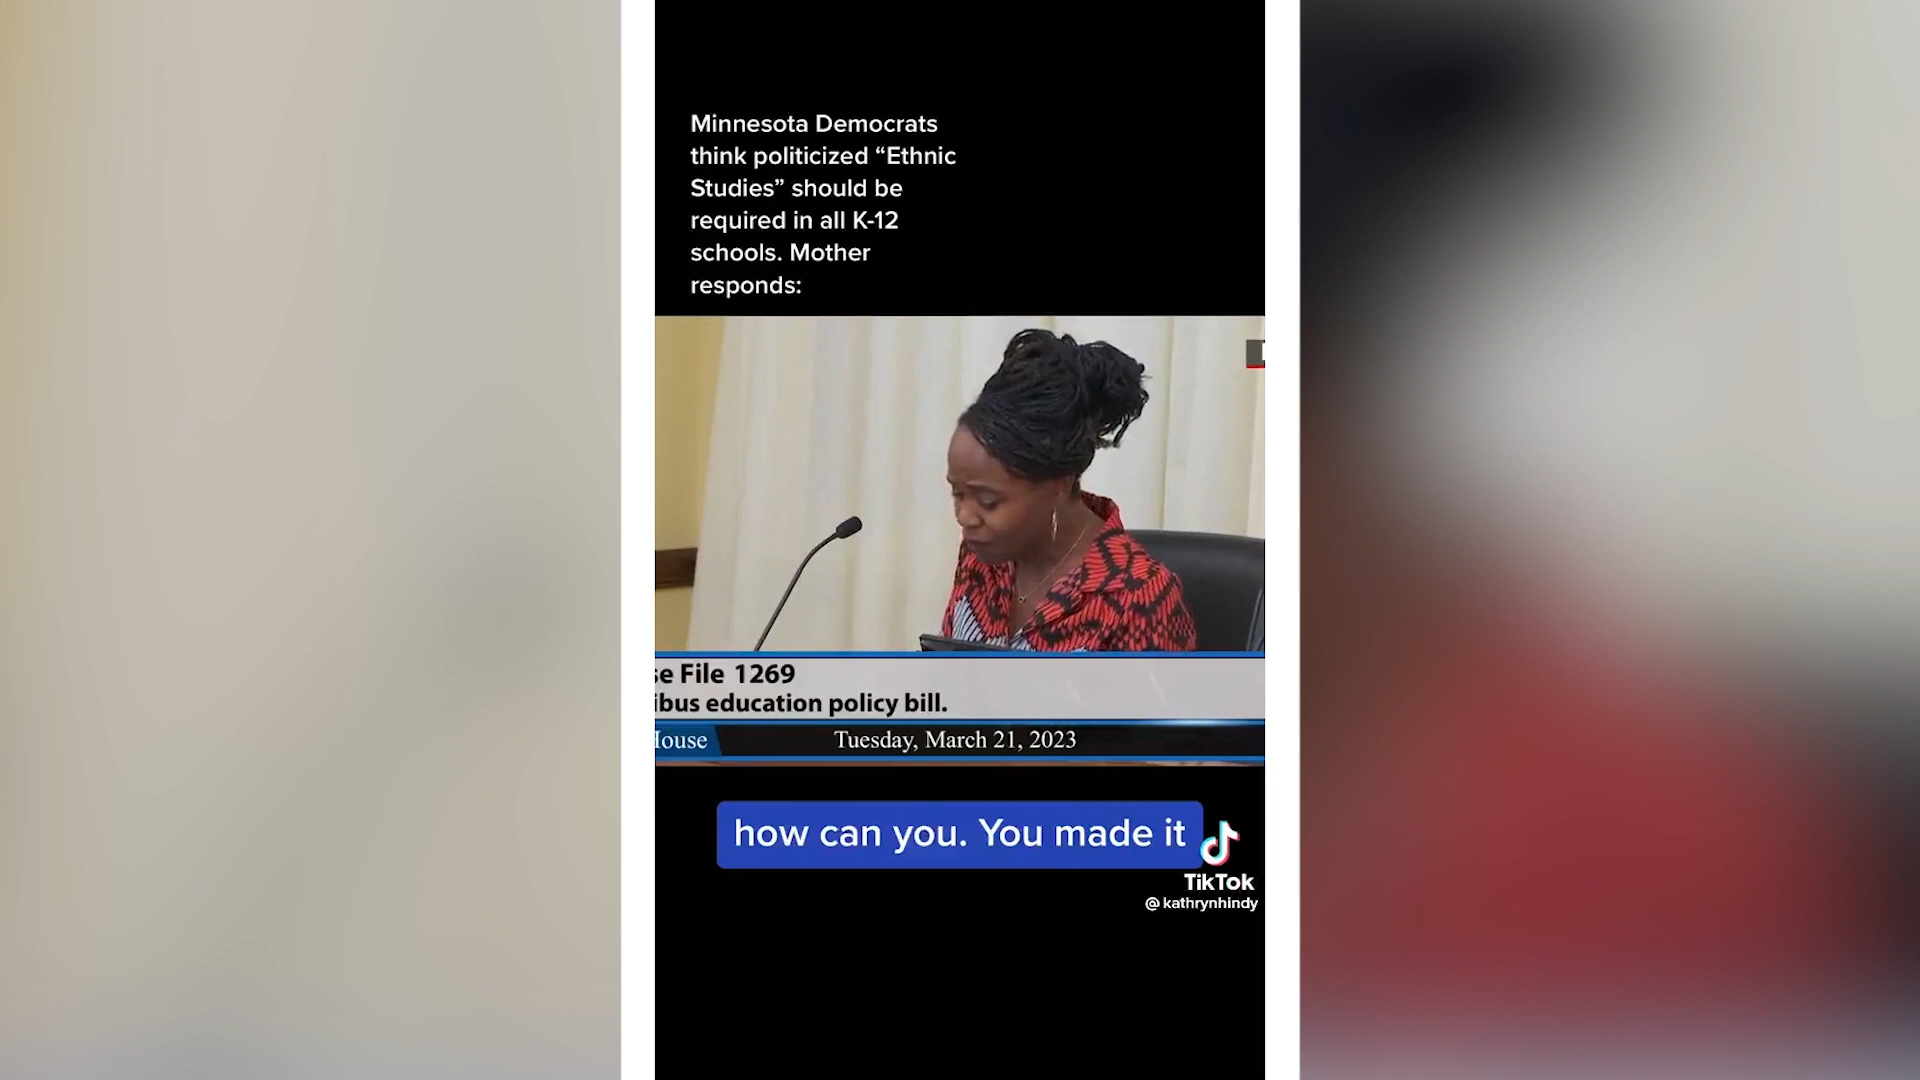 Minnesota Democrats
think politicized “Ethnic
Studies” should be
required in all K-12
schools. Mother
responds:
se File 1269
ibus education policy bill.
House
Tuesday, March 21, 2023
how can you. You made it
TikTok
@kathrynhindy